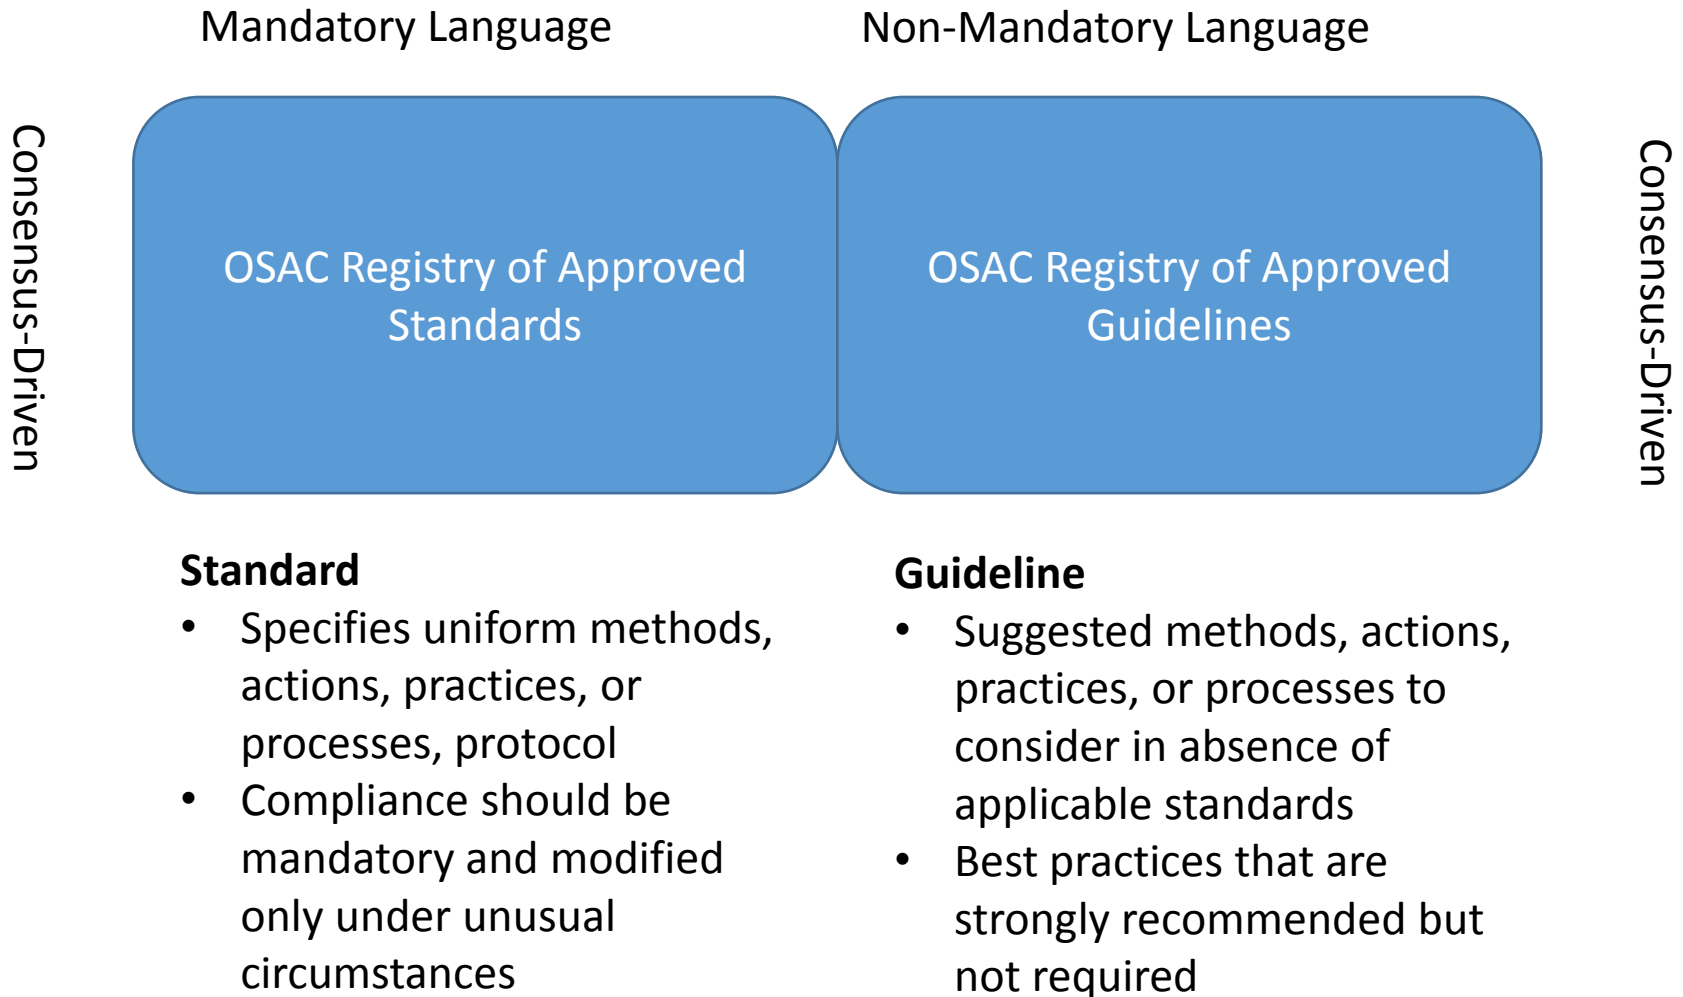 Mandatory Language
Non-Mandatory Language
Consensus-Driven
OSAC Registry of Approved
Standards
OSAC Registry of Approved
Guidelines
Consensus-Driven
Standard
• Specifies uniform methods,
actions, practices, or
processes, protocol
• Compliance should be
mandatory and modified
only under unusual
circumstances
Guideline
• Suggested methods, actions,
practices, or processes to
consider in absence of
applicable standards
• Best practices that are
strongly recommended but
not required